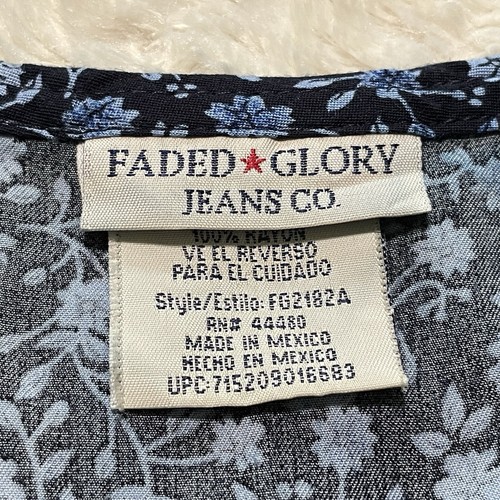 FADED★GLORY
JEANS CO.
100% RAYON
VE EL REVERSO
PARA EL CUIDADO
Style/Estilo: FG2182A
RN# 44480
MADE IN MEXICO
HECHO EN MEXICO
UPC:715209016683